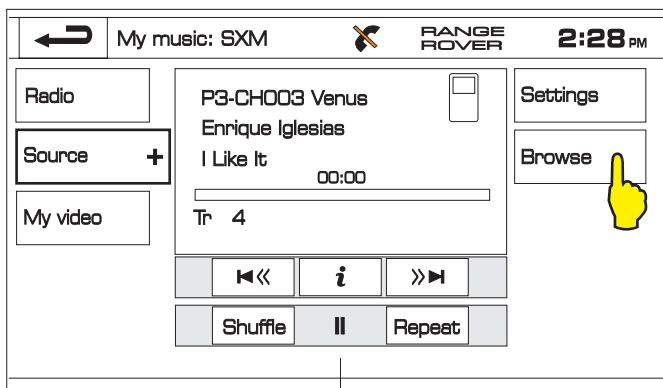 My music: SXM
RANGE ROVER
2:28 PM
Radio
Source +
My video
P3-CH003 Venus
Enrique Iglesias
I Like It
00:00
Tr 4
Settings
Browse
i
Shuffle
Repeat